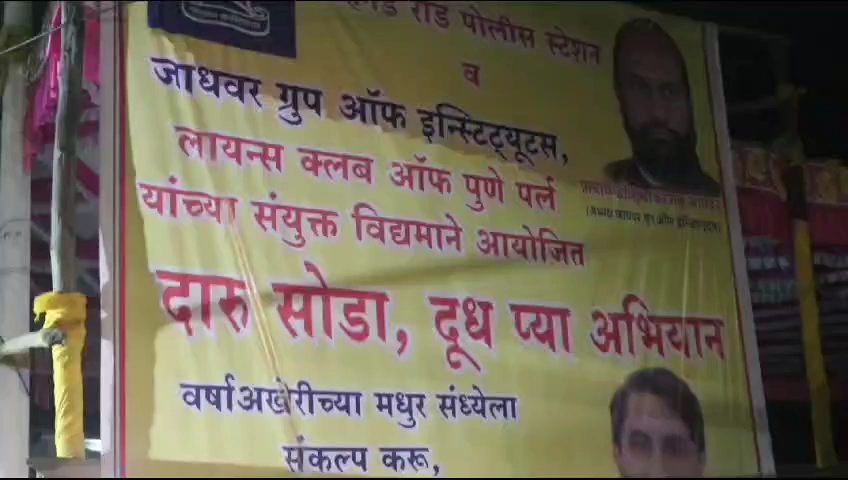 रोड पोलीस स्टेशन
व
जाधवर ग्रुप ऑफ इन्स्टिट्यूटस,
लायन्स क्लब ऑफ पुणे पर्ल
यांच्या संयुक्त विद्यमाने आयोजित
दारु सोडा, दूध प्या अभियान
वर्षाअखेरीच्या मधुर संध्येला
संकल्प करू,